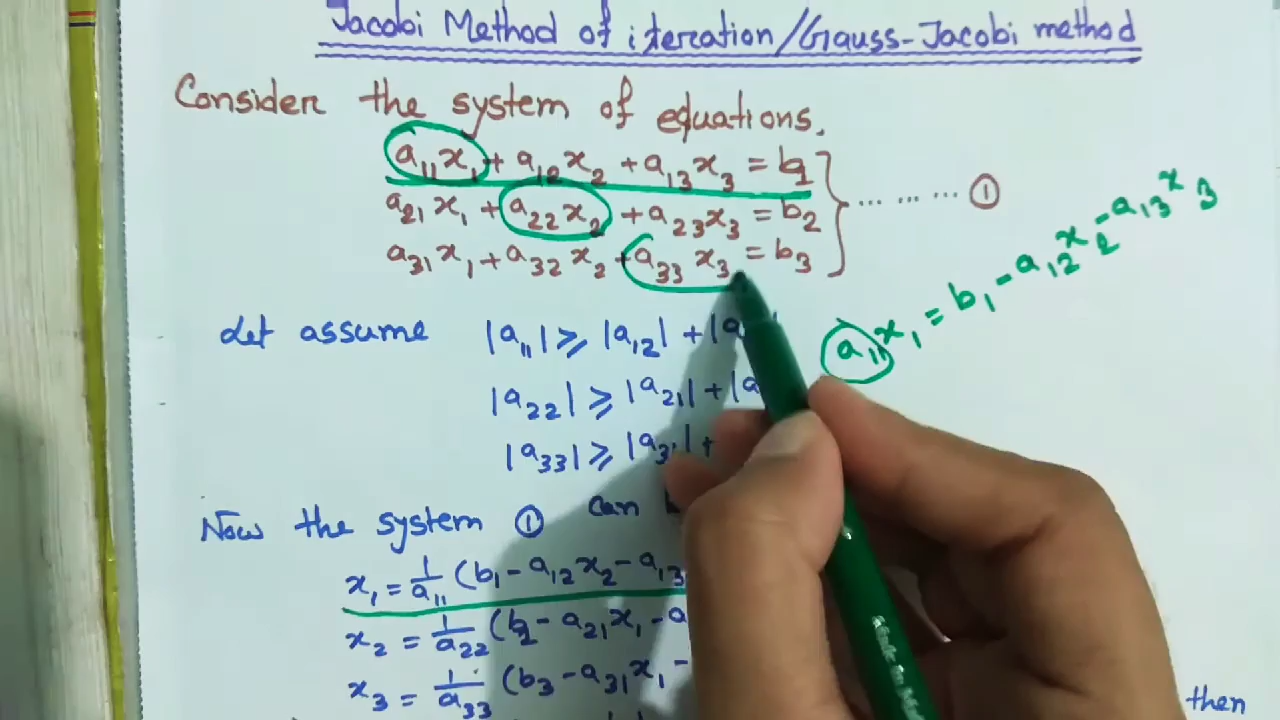 Jacobi Method of iteration/Gauss-Jacobi method
Consider the system of equations.
a₁₁x₁ + a₁₂x₂ + a₁₃x₃ = b₁
a₂₁x₁ + a₂₂x₂ + a₂₃x₃ = b₂ ... ... ... ①
a₃₁x₁ + a₃₂x₂ + a₃₃x₃ = b₃
a₁₁x₁ = b₁ - a₁₂x₂ - a₁₃x₃
Let assume |a₁₁| ⩾ |a₁₂| + |a
|a₂₂| ⩾ |a₂₁| + |a
|a₃₃| ⩾ |a₃₁| +
Now the system ① can
x₁ = 1/a₁₁ (b₁ - a₁₂x₂ - a₁₃
x₂ = 1/a₂₂ (b₂ - a₂₁x₁ - a
x₃ = 1/a₃₃ (b₃ - a₃₁x₁ -
then